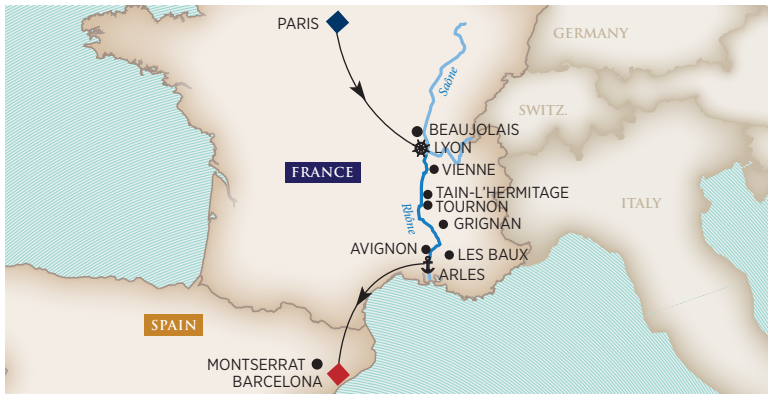 PARIS
GERMANY
Saône
SWITZ.
BEAUJOLAIS
LYON
FRANCE
VIENNE
TAIN-L'HERMITAGE
TOURNON
ITALY
Rhône
GRIGNAN
AVIGNON
LES BAUX
ARLES
SPAIN
MONTSERRAT
BARCELONA